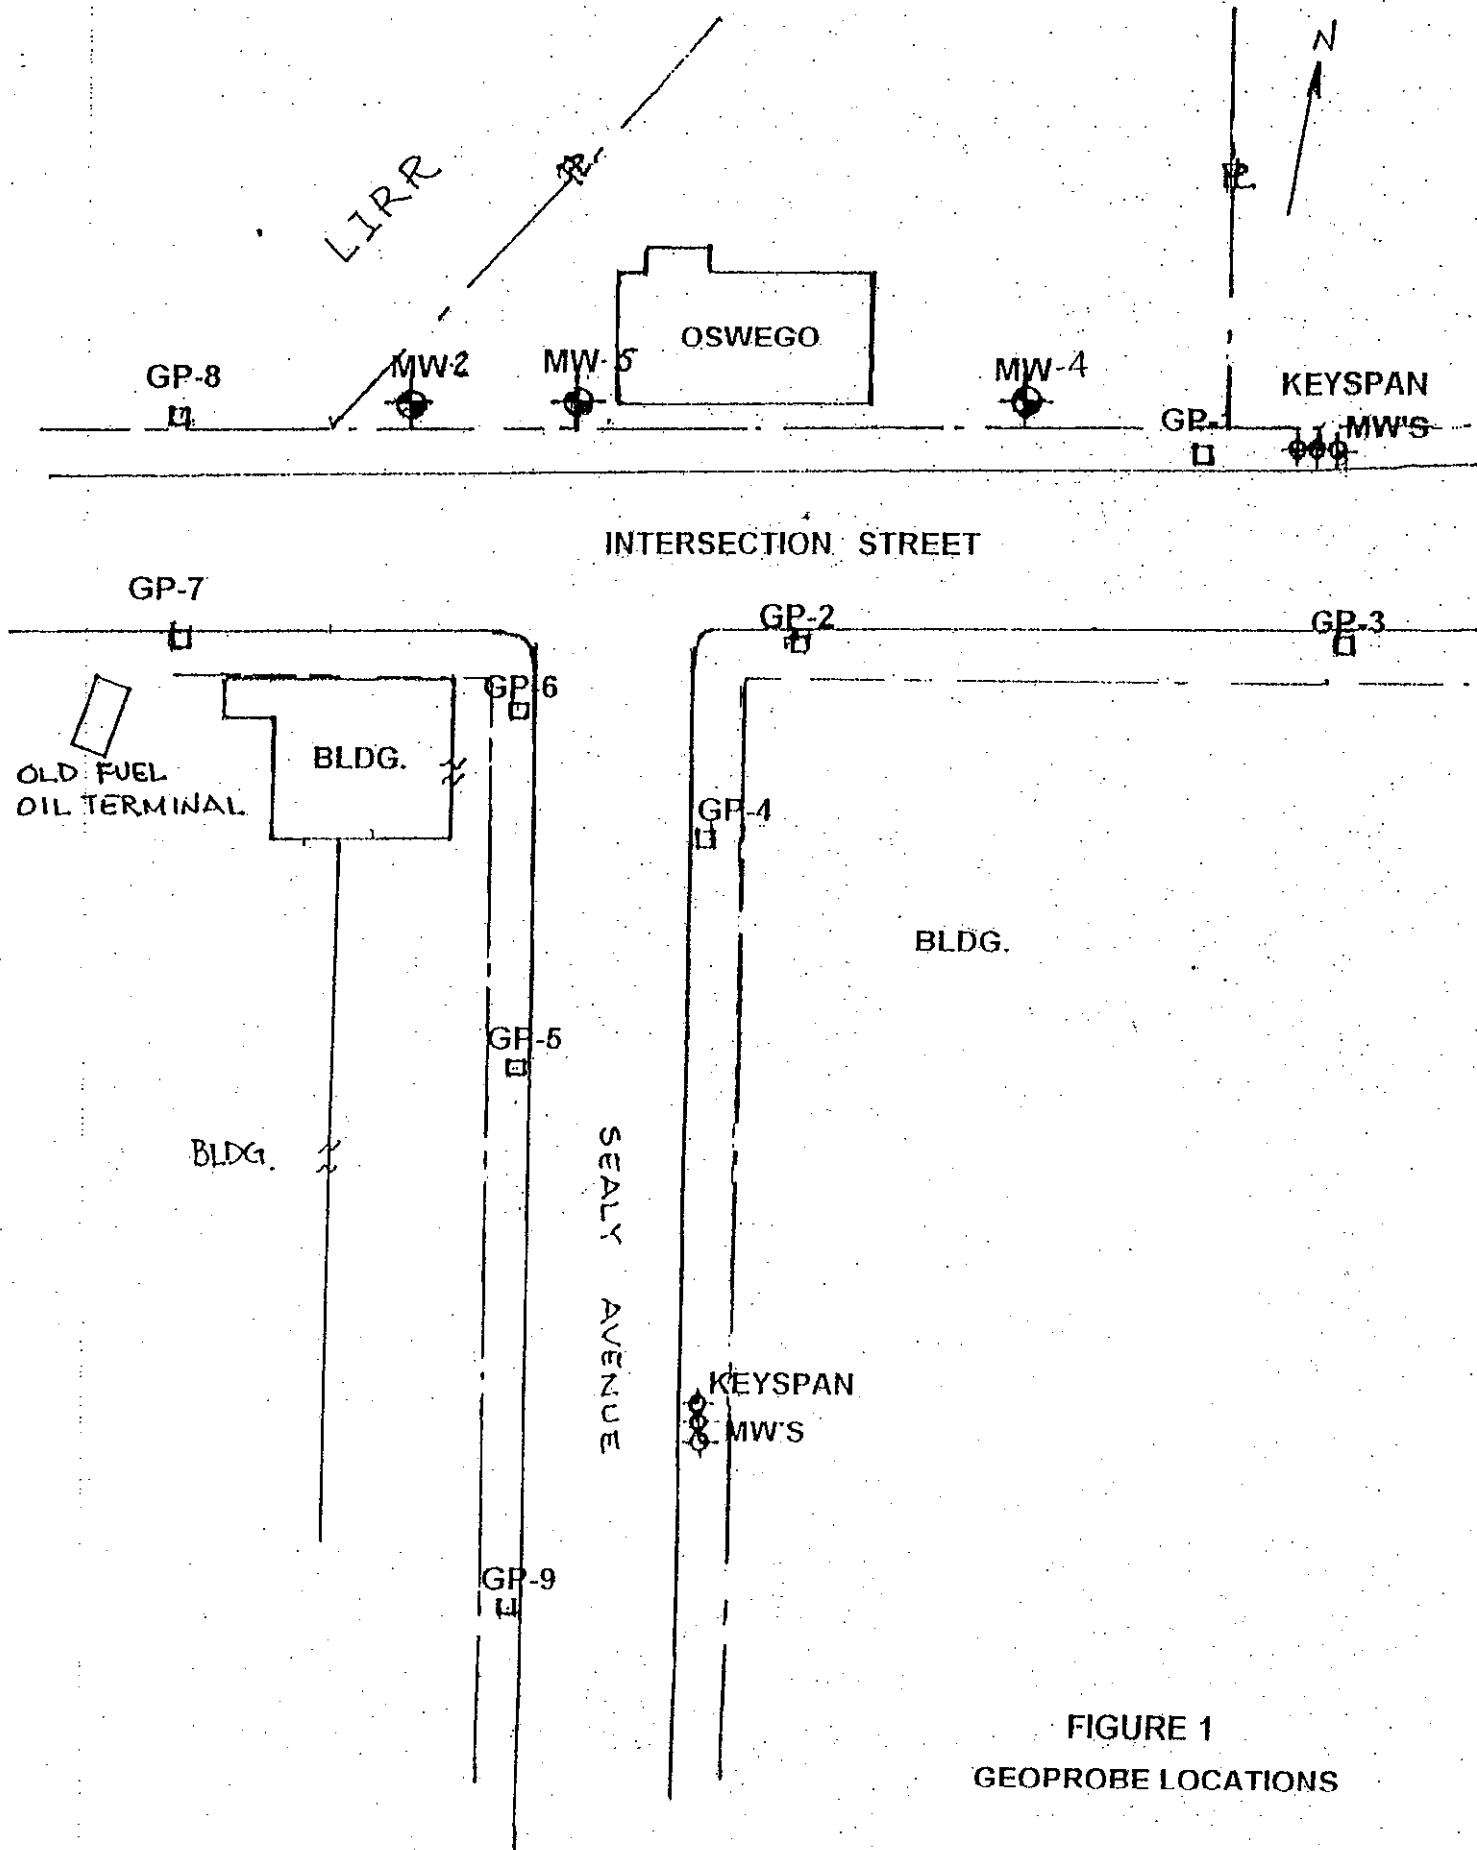 N
LIRR
PL
PL
OSWEGO
MW-2
MW-5
MW-4
GP-8
KEYSPAN
MW'S
GP-
INTERSECTION STREET
GP-7
GP-2
GP-3
GP-6
BLDG.
OLD FUEL
OIL TERMINAL
GP-4
BLDG.
GP-5
BLDG.
SEALY AVENUE
KEYSPAN
MW'S
GP-9
FIGURE 1
GEOPROBE LOCATIONS